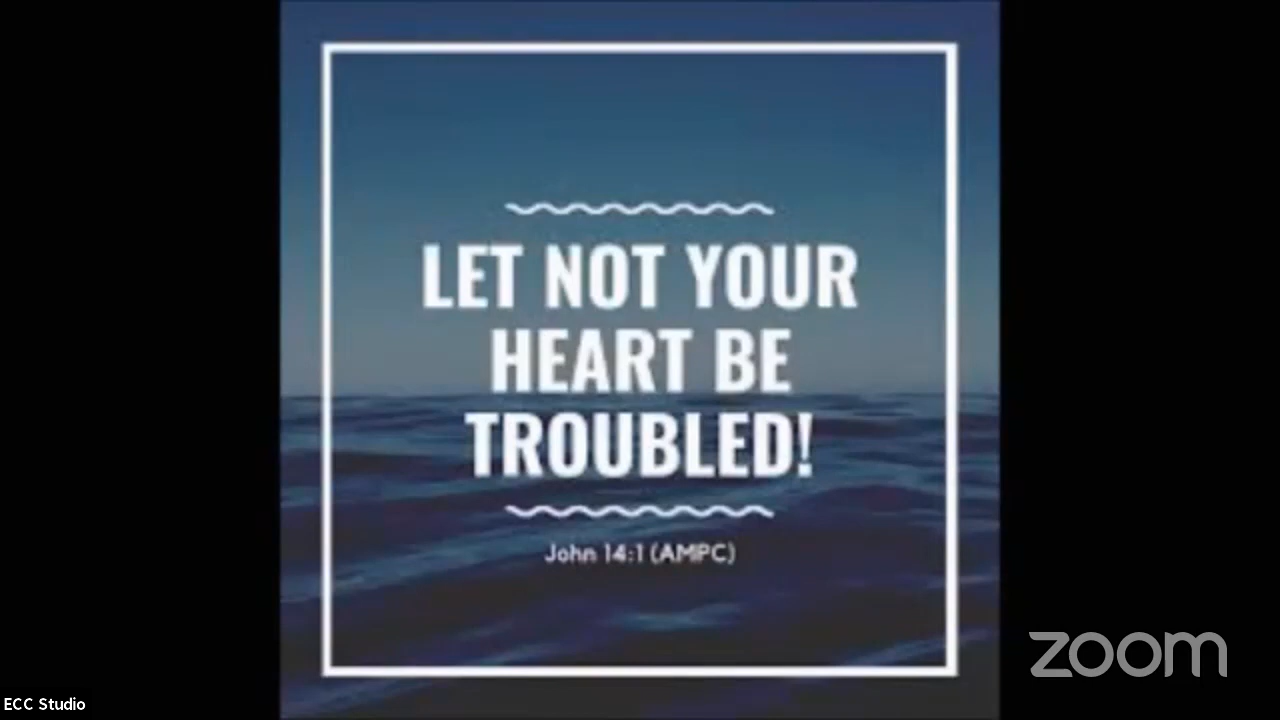 LET NOT YOUR
HEART BE
TROUBLED!
John 14:1 (AMPC)
zoom
ECC Studio